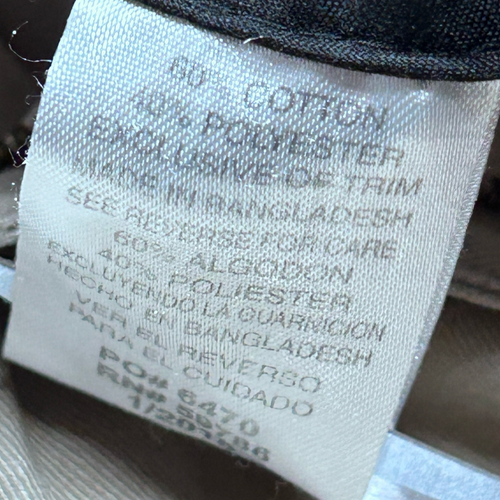 60% COTTON
40% POLYESTER
EXCLUSIVE OF TRIM
MADE IN BANGLADESH
SEE REVERSE FOR CARE
60% ALGODON
40% POLIESTER
EXCLUYENDO LA GUARNICION
HECHO EN BANGLADESH
VER EL REVERSO
PARA EL CUIDADO
PO# 6470
RN#